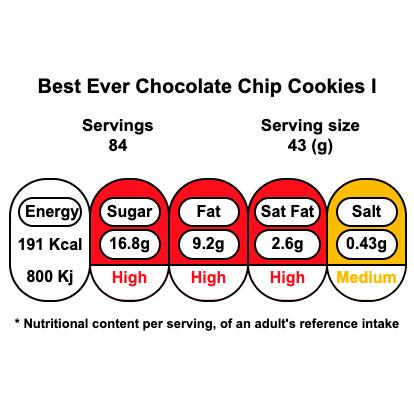 Best Ever Chocolate Chip Cookies I
Servings
84
Serving size
43 (g)
Energy
191 Kcal
800 Kj
Sugar
16.8g
High
Fat
9.2g
High
Sat Fat
2.6g
High
Salt
0.43g
Medium
* Nutritional content per serving, of an adult's reference intake